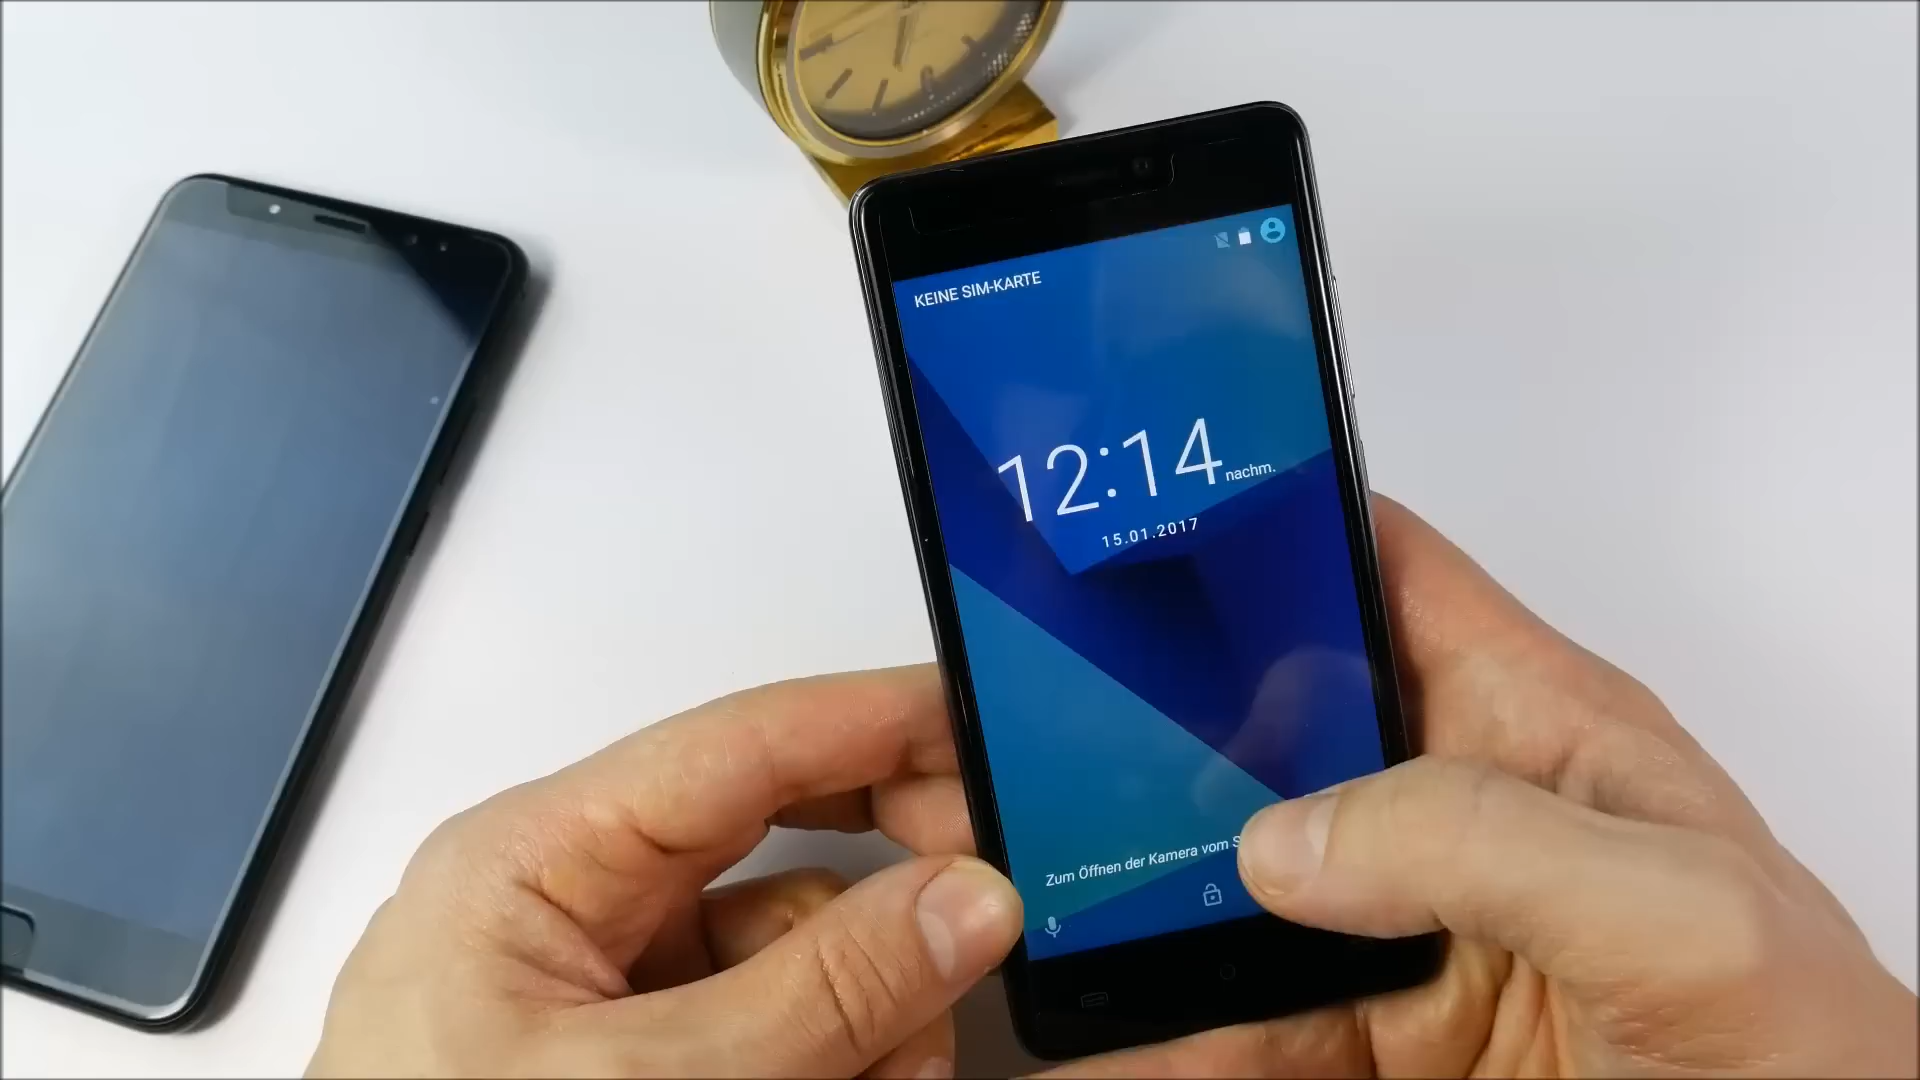 KEINE SIM-KARTE
12:14 nachm.
15.01.2017
Zum Öffnen der Kamera vom